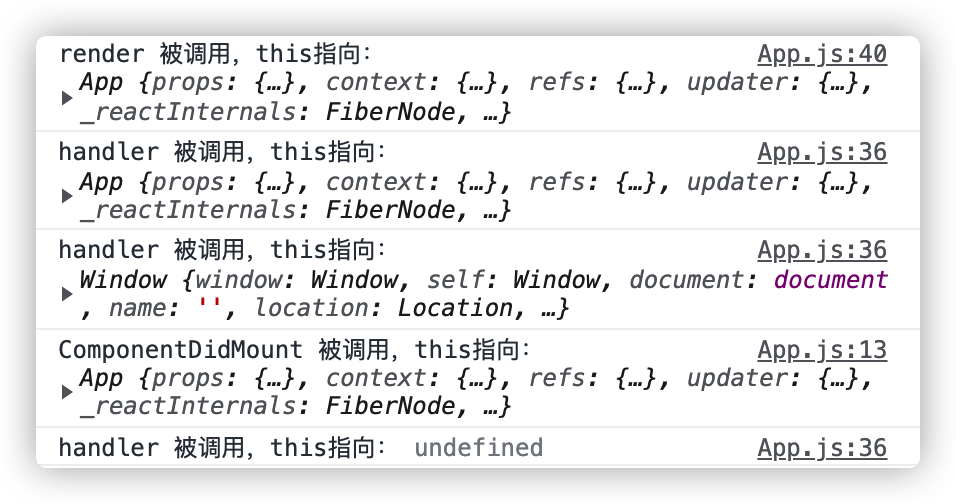 render 被调用，this指向： App.js:40
App {props: {…}, context: {…}, refs: {…}, updater: {…},
_reactInternals: FiberNode, …}
handler 被调用，this指向： App.js:36
App {props: {…}, context: {…}, refs: {…}, updater: {…},
_reactInternals: FiberNode, …}
handler 被调用，this指向： App.js:36
Window {window: Window, self: Window, document: document
, name: '', location: Location, …}
ComponentDidMount 被调用，this指向： App.js:13
App {props: {…}, context: {…}, refs: {…}, updater: {…},
_reactInternals: FiberNode, …}
handler 被调用，this指向： undefined App.js:36